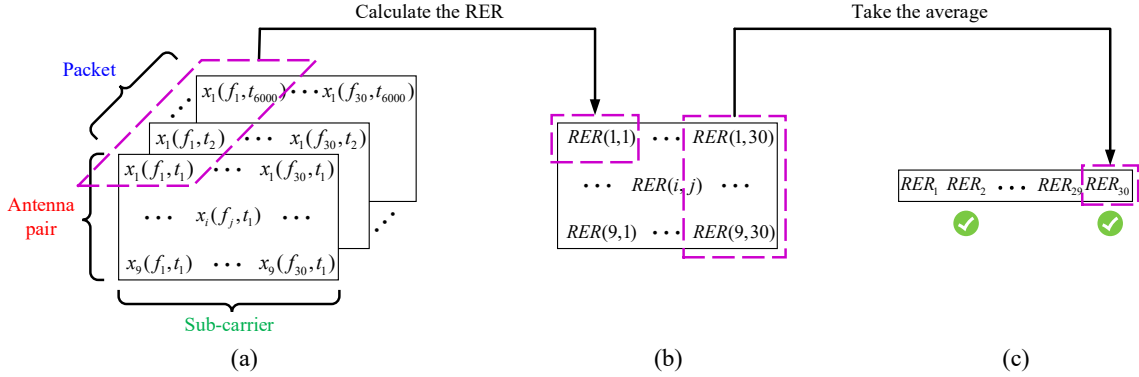 Calculate the RER
Take the average
Packet
x₁(f₁,t₆₀₀₀) ··· x₁(f₃₀,t₆₀₀₀)
x₁(f₁,t₂) ··· x₁(f₃₀,t₂)
x₁(f₁,t₁) ··· x₁(f₃₀,t₁)
Antenna
pair
··· xᵢ(fⱼ,t₁) ···
x₉(f₁,t₁) ··· x₉(f₃₀,t₁)
Sub-carrier
RER(1,1) ··· RER(1,30)
··· RER(i, j) ···
RER(9,1) ··· RER(9,30)
RER₁ RER₂ ··· RER₂₉ RER₃₀
(a)
(b)
(c)